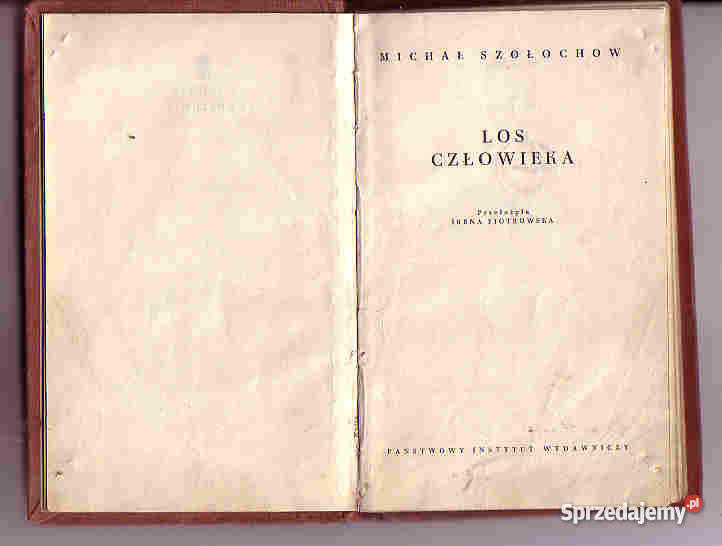 MICHAŁ SZOŁOCHOW
LOS
CZŁOWIEKA
Przełożyła
IRENA PIOTROWSKA
PAŃSTWOWY INSTYTUT WYDAWNICZY
Sprzedajemy.pl